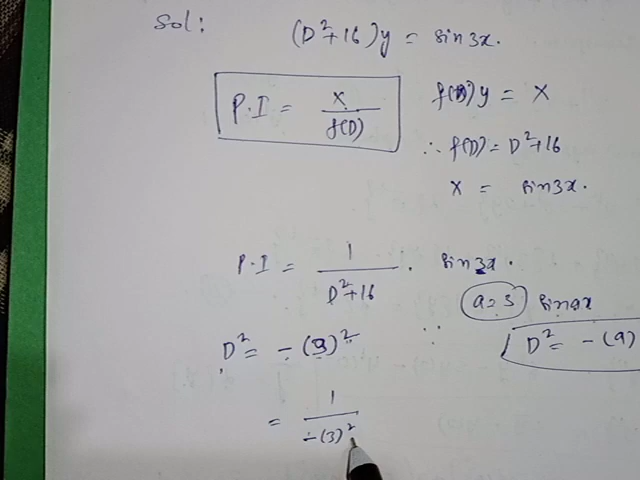 Sol: (D²+16)y = sin3x.
P.I = X/f(D) f(D)y = X
∴ f(D) = D²+16
X = sin3x.
P.I = 1/D²+16 . sin3x.
a=3 sinax
D² = -(3)² ∵ D² = -(a)
= 1/-(3)²